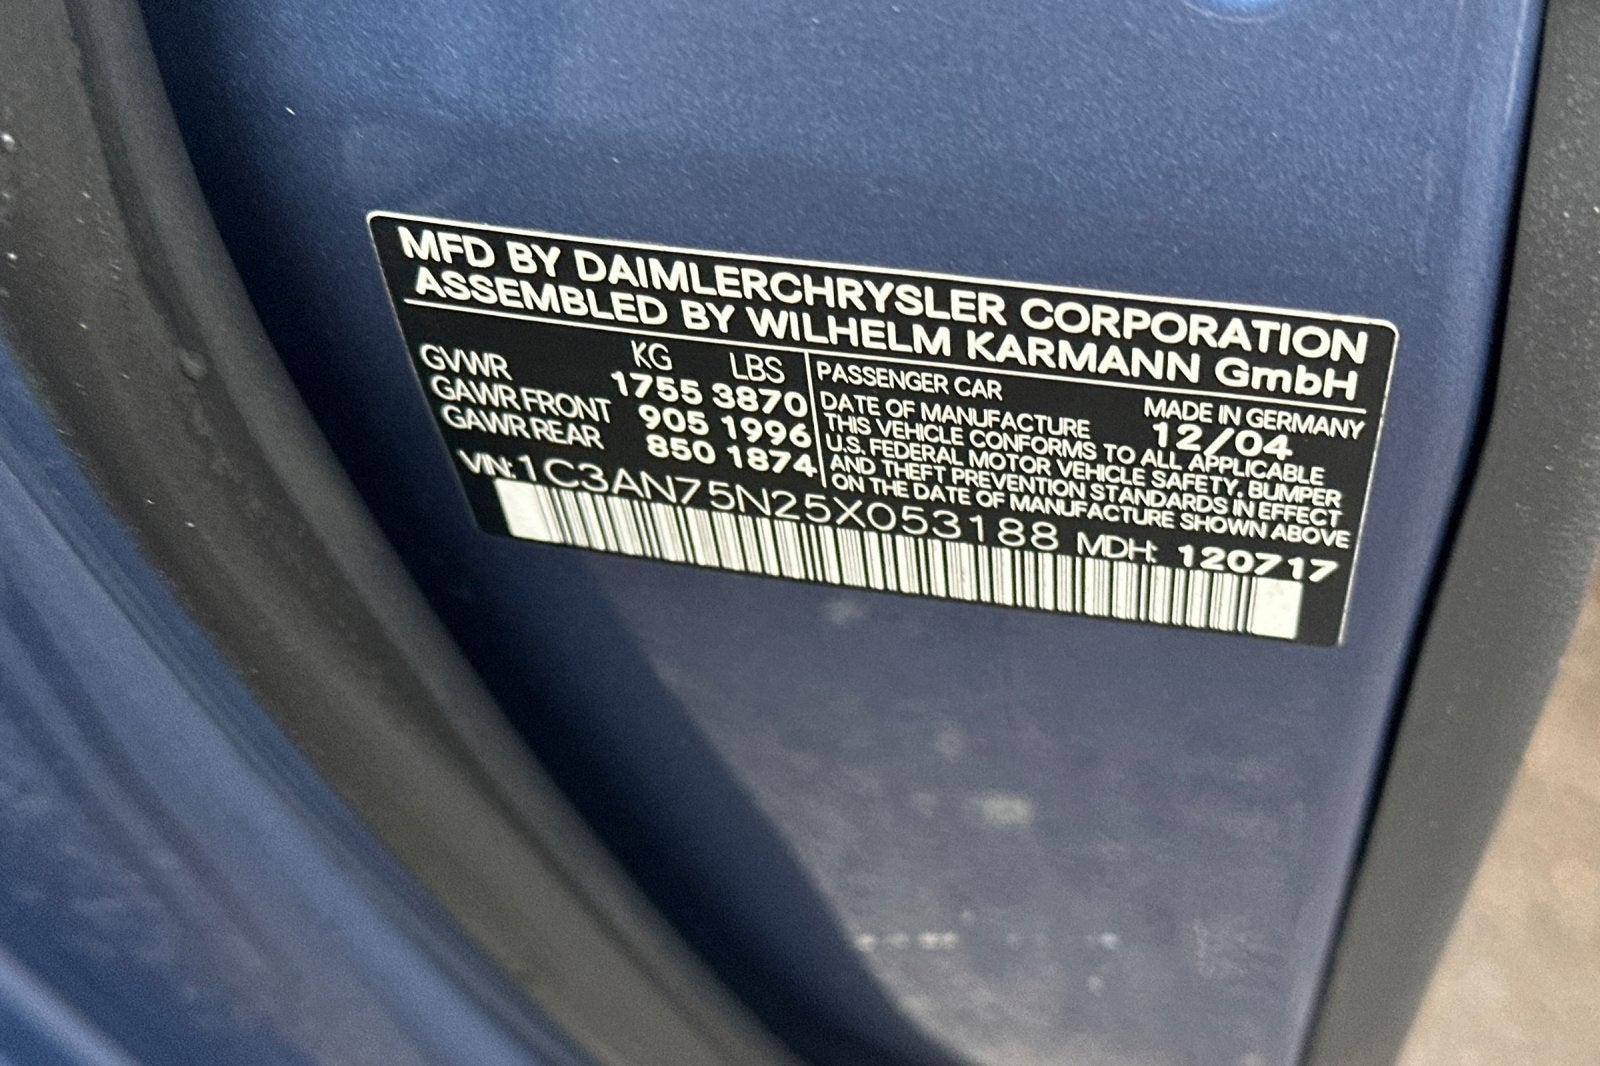 MFD BY DAIMLERCHRYSLER CORPORATION
ASSEMBLED BY WILHELM KARMANN GmbH
KG LBS
GVWR 1755 3870
GAWR FRONT 905 1996
GAWR REAR 850 1874
PASSENGER CAR MADE IN GERMANY
DATE OF MANUFACTURE 12/04
THIS VEHICLE CONFORMS TO ALL APPLICABLE
U.S. FEDERAL MOTOR VEHICLE SAFETY, BUMPER
AND THEFT PREVENTION STANDARDS IN EFFECT
ON THE DATE OF MANUFACTURE SHOWN ABOVE
VIN: 1C3AN75N25X053188 MDH: 120717